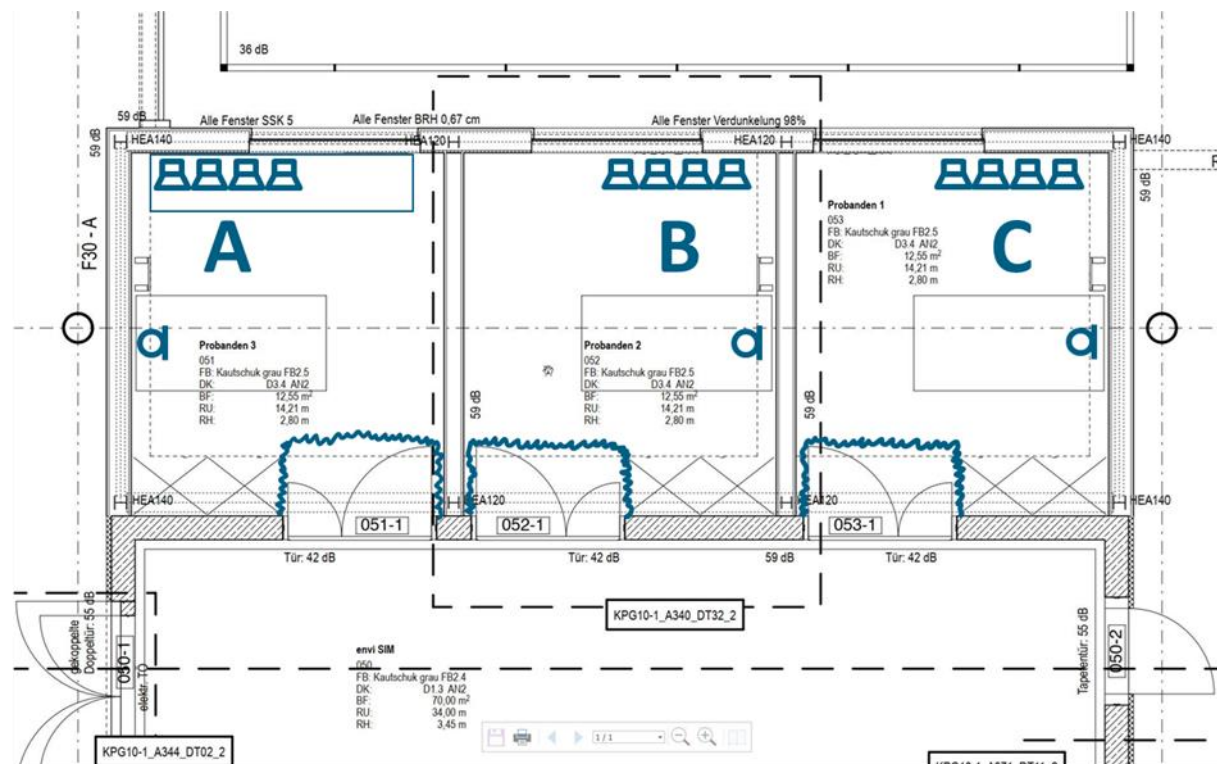 36 dB
59 dB
Alle Fenster SSK 5
Alle Fenster BRH 0,67 cm
Alle Fenster Verdunkelung 98%
59 dB
HEA140
HEA120
HEA120
HEA140
59 dB
F30 - A
A
B
C
Probanden 1
053
FB: Kautschuk grau FB2.5
DK: D3.4 AN2
BF: 12,55 m²
RU: 14,21 m
RH: 2,80 m
Probanden 3
051
FB: Kautschuk grau FB2.5
DK: D3.4 AN2
BF: 12,55 m²
RU: 14,21 m
RH: 2,80 m
Probanden 2
052
FB: Kautschuk grau FB2.5
DK: D3.4 AN2
BF: 12,55 m²
RU: 14,21 m
RH: 2,80 m
59 dB
59 dB
HEA140
HEA120
HEA120
HEA140
051-1
052-1
053-1
Tür: 42 dB
Tür: 42 dB
59 dB
Tür: 42 dB
KPG10-1_A340_DT32_2
gekoppelte
Doppeltür: 55 dB
050-1
elektr. TÖ
envi SIM
050
FB: Kautschuk grau FB2.4
DK: D1.3 AN2
BF: 70,00 m²
RU: 34,00 m
RH: 3,45 m
Tapetentür: 55 dB
050-2
1 / 1
KPG10-1_A344_DT02_2